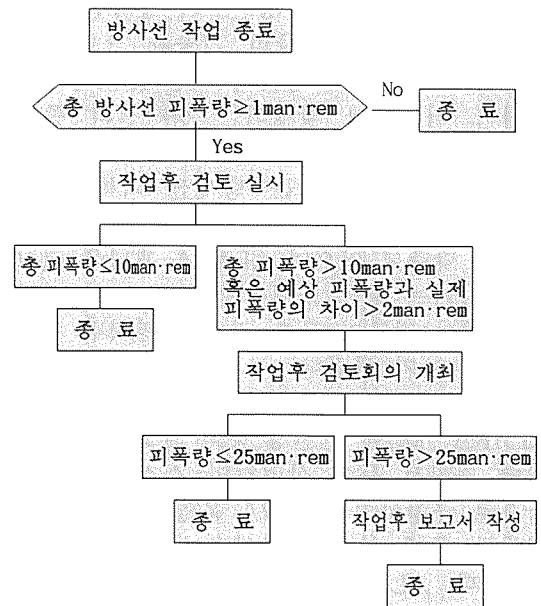 방사선 작업 종료
총 방사선 피폭량≥1man·rem
No
종 료
Yes
작업후 검토 실시
총 피폭량≤10man·rem
총 피폭량>10man·rem
혹은 예상 피폭량과 실제
피폭량의 차이>2man·rem
종 료
작업후 검토회의 개최
피폭량≤25man·rem
피폭량>25man·rem
종 료
작업후 보고서 작성
종 료